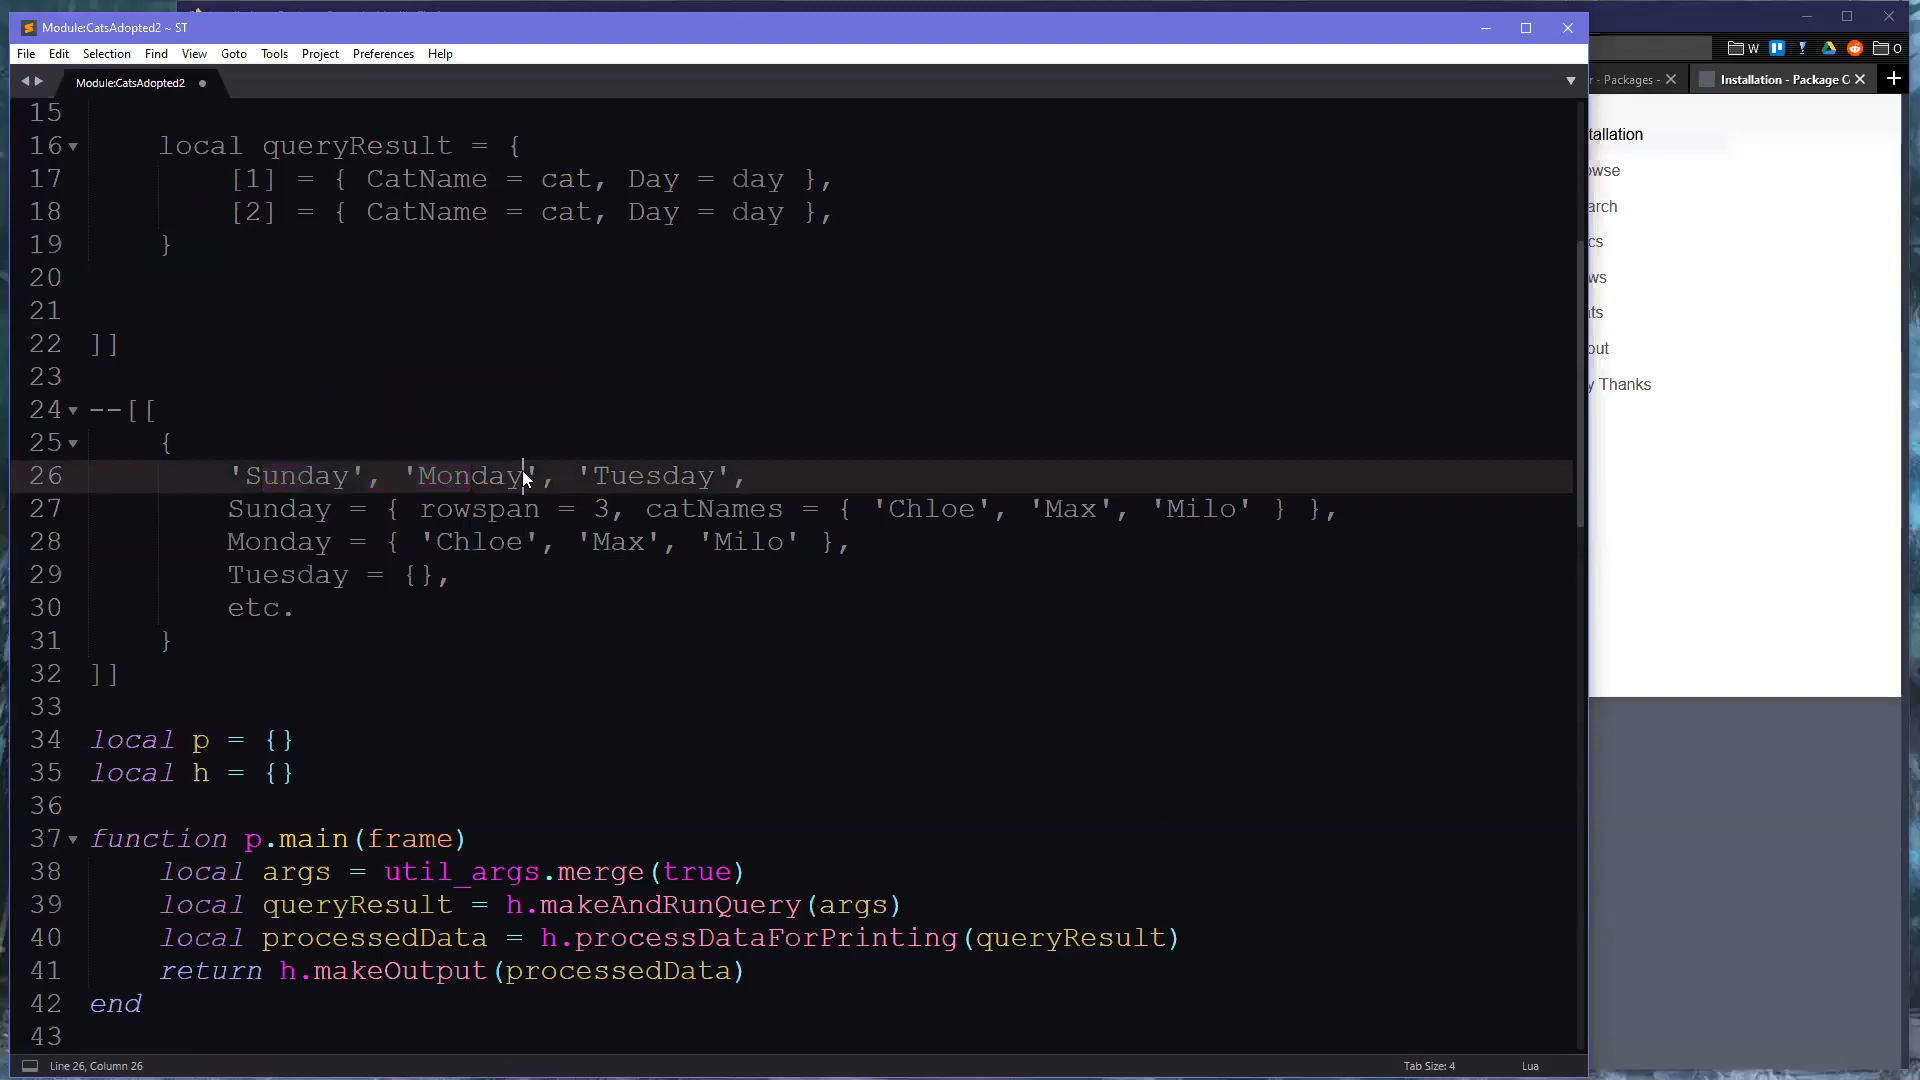 Module:CatsAdopted2 ~ ST
File Edit Selection Find View Goto Tools Project Preferences Help
W O
Module:CatsAdopted2
r - Packages -
Installation - Package C
15
16 local queryResult = {
17 [1] = { CatName = cat, Day = day },
18 [2] = { CatName = cat, Day = day },
19 }
20
21
22 ]]
23
24 --[[
25 {
26 'Sunday', 'Monday', 'Tuesday',
27 Sunday = { rowspan = 3, catNames = { 'Chloe', 'Max', 'Milo' } },
28 Monday = { 'Chloe', 'Max', 'Milo' },
29 Tuesday = {},
30 etc.
31 }
32 ]]
33
34 local p = {}
35 local h = {}
36
37 function p.main(frame)
38 local args = util_args.merge(true)
39 local queryResult = h.makeAndRunQuery(args)
40 local processedData = h.processDataForPrinting(queryResult)
41 return h.makeOutput(processedData)
42 end
43
tallation
owse
arch
cs
ws
ats
out
y Thanks
Line 26, Column 26
Tab Size: 4
Lua